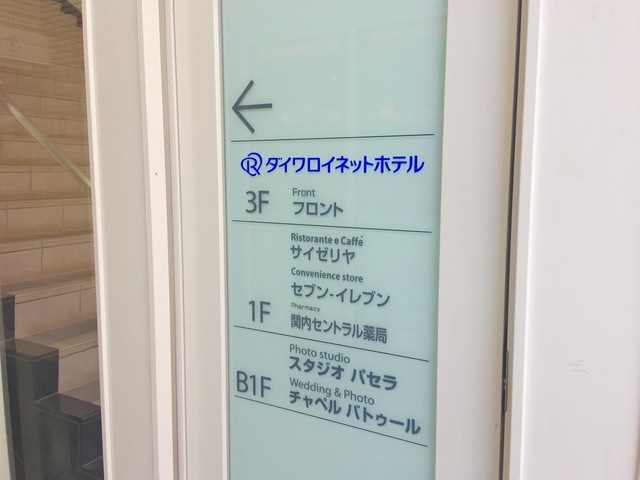 ダイワロイネットホテル
3F Front
フロント
Ristorante e Caffé
サイゼリヤ
Convenience store
セブン-イレブン
1F Pharmacy
関内セントラル薬局
Photo studio
スタジオ パセラ
B1F Wedding & Photo
チャペル バトゥール